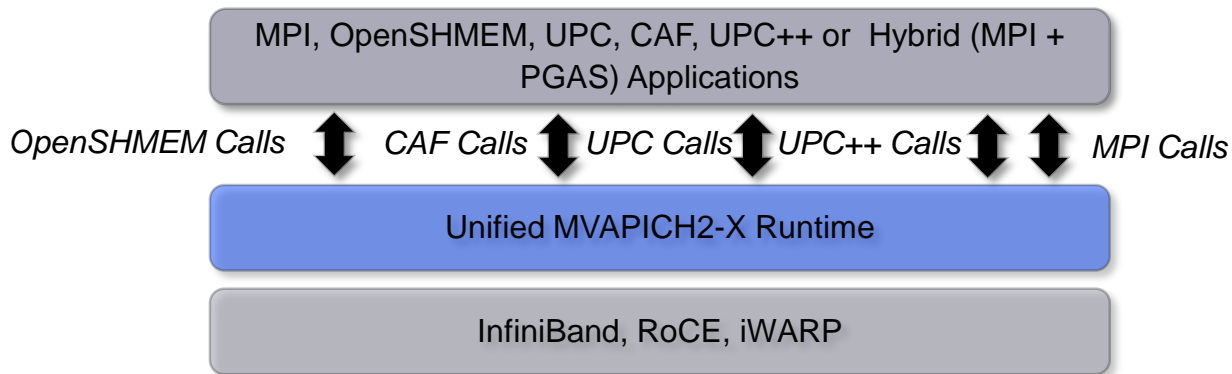 MPI, OpenSHMEM, UPC, CAF, UPC++ or Hybrid (MPI +
PGAS) Applications
OpenSHMEM Calls CAF Calls UPC Calls UPC++ Calls MPI Calls
Unified MVAPICH2-X Runtime
InfiniBand, RoCE, iWARP